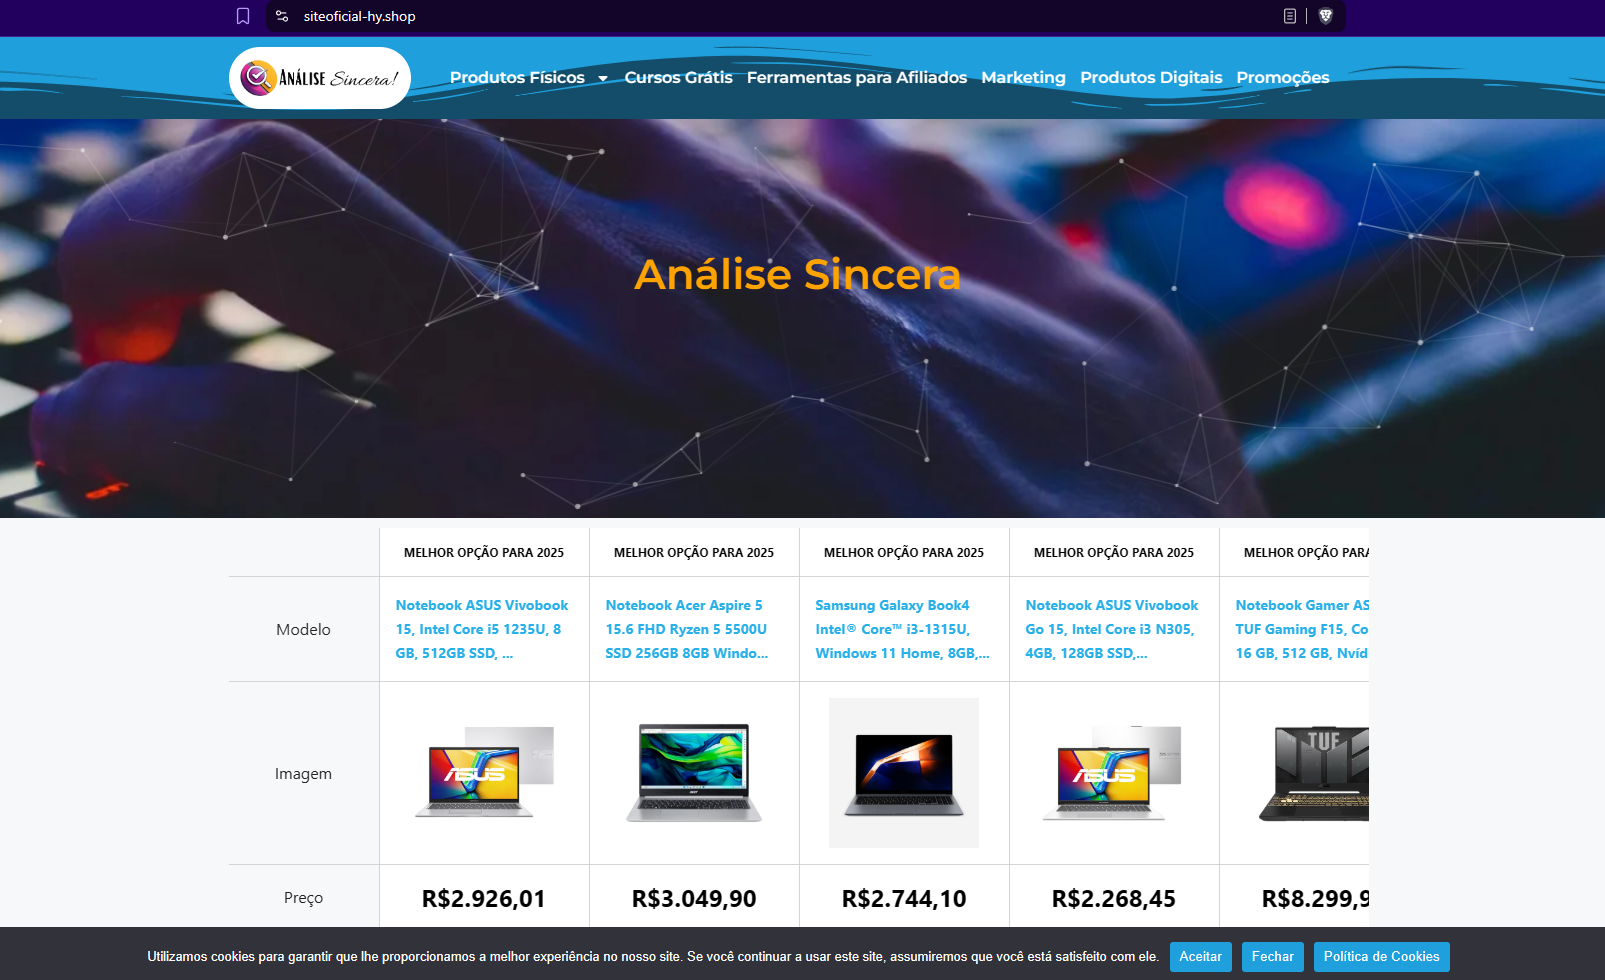 siteoficial-hy.shop
ANÁLISE Sincera!
Produtos Físicos
Cursos Grátis
Ferramentas para Afiliados
Marketing
Produtos Digitais
Promoções
Análise Sincera
MELHOR OPÇÃO PARA 2025
MELHOR OPÇÃO PARA 2025
MELHOR OPÇÃO PARA 2025
MELHOR OPÇÃO PARA 2025
MELHOR OPÇÃO PARA
Modelo
Notebook ASUS Vivobook
15, Intel Core i5 1235U, 8
GB, 512GB SSD, ...
Notebook Acer Aspire 5
15.6 FHD Ryzen 5 5500U
SSD 256GB 8GB Windo...
Samsung Galaxy Book4
Intel® Core™ i3-1315U,
Windows 11 Home, 8GB,...
Notebook ASUS Vivobook
Go 15, Intel Core i3 N305,
4GB, 128GB SSD,...
Notebook Gamer AS
TUF Gaming F15, Co
16 GB, 512 GB, Nvid
Imagem
ASUS
acer
ASUS
TUF
Preço
R$2.926,01
R$3.049,90
R$2.744,10
R$2.268,45
R$8.299,9
Utilizamos cookies para garantir que lhe proporcionamos a melhor experiência no nosso site. Se você continuar a usar este site, assumiremos que você está satisfeito com ele.
Aceitar
Fechar
Política de Cookies